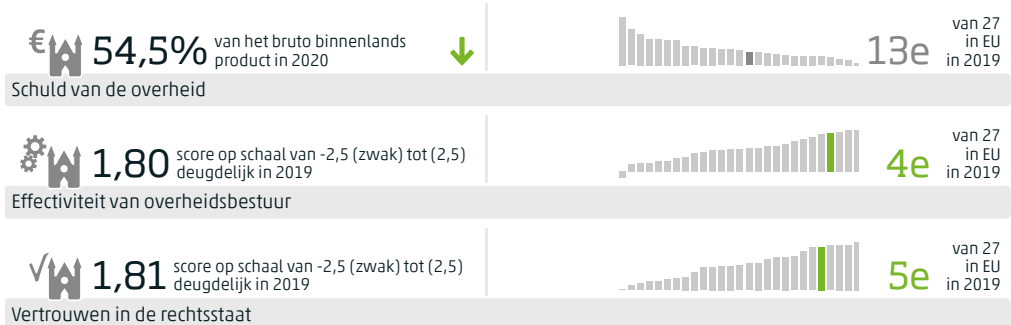 € 54,5% van het bruto binnenlands
product in 2020
13e van 27
in EU
in 2019
Schuld van de overheid
1,80 score op schaal van -2,5 (zwak) tot (2,5)
deugdelijk in 2019
4e van 27
in EU
in 2019
Effectiviteit van overheidsbestuur
1,81 score op schaal van -2,5 (zwak) tot (2,5)
deugdelijk in 2019
5e van 27
in EU
in 2019
Vertrouwen in de rechtsstaat